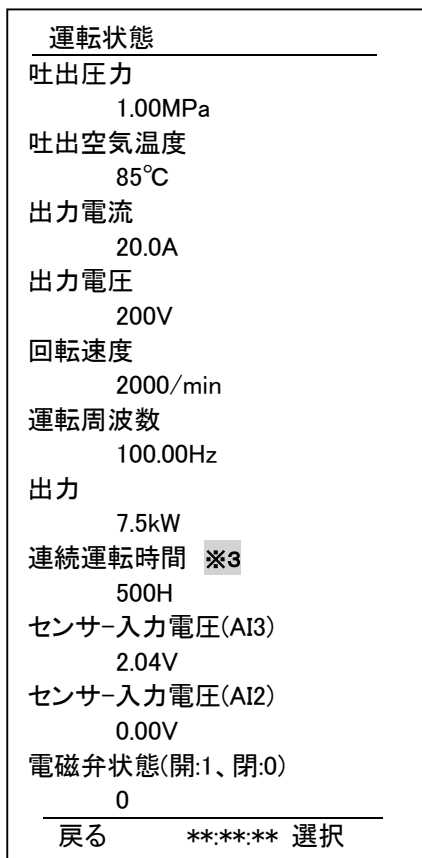 運転状態
吐出圧力
1.00MPa
吐出空気温度
85℃
出力電流
20.0A
出力電圧
200V
回転速度
2000/min
運転周波数
100.00Hz
出力
7.5kW
連続運転時間 ※3
500H
センサー入力電圧(AI3)
2.04V
センサー入力電圧(AI2)
0.00V
電磁弁状態(開:1、閉:0)
0
戻る **:**:** 選択